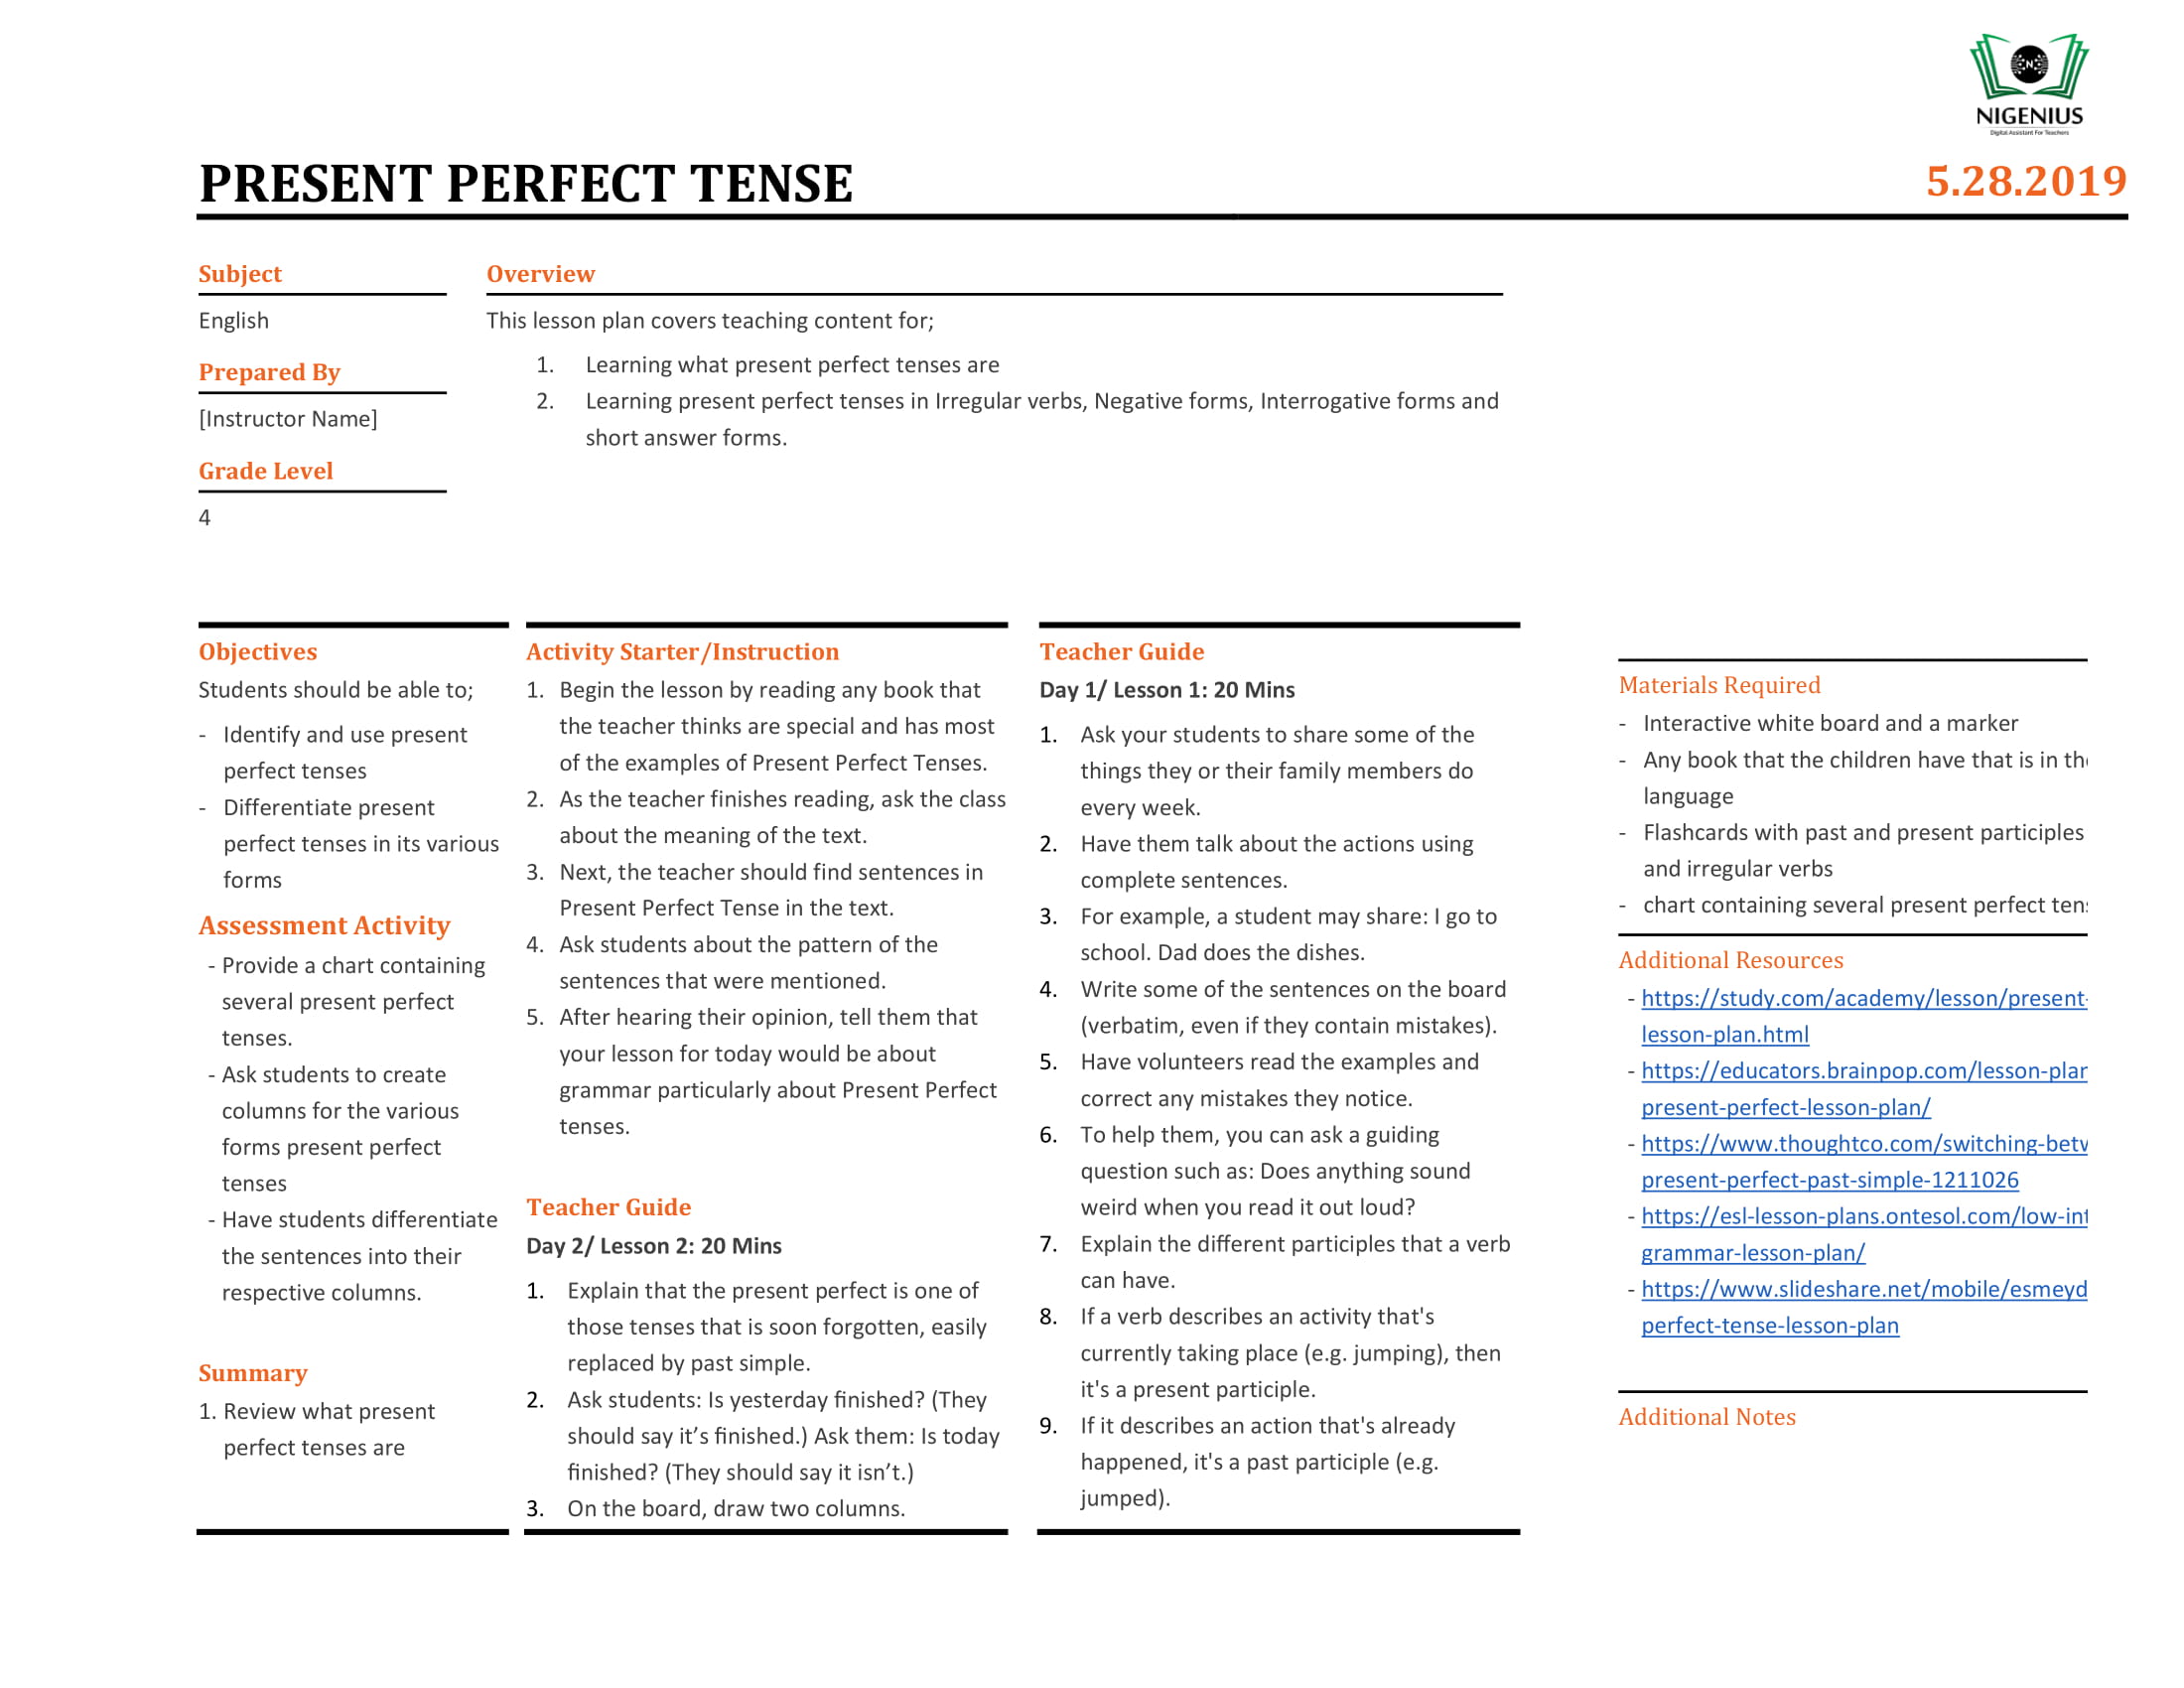 NIGENIUS
Digital Assistant For Teachers
PRESENT PERFECT TENSE
5.28.2019
Subject
English
Prepared By
[Instructor Name]
Grade Level
4
Overview
This lesson plan covers teaching content for;
1. Learning what present perfect tenses are
2. Learning present perfect tenses in Irregular verbs, Negative forms, Interrogative forms and
short answer forms.
Objectives
Students should be able to;
- Identify and use present
perfect tenses
- Differentiate present
perfect tenses in its various
forms
Assessment Activity
- Provide a chart containing
several present perfect
tenses.
- Ask students to create
columns for the various
forms present perfect
tenses
- Have students differentiate
the sentences into their
respective columns.
Summary
1. Review what present
perfect tenses are
Activity Starter/Instruction
1. Begin the lesson by reading any book that
the teacher thinks are special and has most
of the examples of Present Perfect Tenses.
2. As the teacher finishes reading, ask the class
about the meaning of the text.
3. Next, the teacher should find sentences in
Present Perfect Tense in the text.
4. Ask students about the pattern of the
sentences that were mentioned.
5. After hearing their opinion, tell them that
your lesson for today would be about
grammar particularly about Present Perfect
tenses.
Teacher Guide
Day 2/ Lesson 2: 20 Mins
1. Explain that the present perfect is one of
those tenses that is soon forgotten, easily
replaced by past simple.
2. Ask students: Is yesterday finished? (They
should say it’s finished.) Ask them: Is today
finished? (They should say it isn’t.)
3. On the board, draw two columns.
Teacher Guide
Day 1/ Lesson 1: 20 Mins
1. Ask your students to share some of the
things they or their family members do
every week.
2. Have them talk about the actions using
complete sentences.
3. For example, a student may share: I go to
school. Dad does the dishes.
4. Write some of the sentences on the board
(verbatim, even if they contain mistakes).
5. Have volunteers read the examples and
correct any mistakes they notice.
6. To help them, you can ask a guiding
question such as: Does anything sound
weird when you read it out loud?
7. Explain the different participles that a verb
can have.
8. If a verb describes an activity that's
currently taking place (e.g. jumping), then
it's a present participle.
9. If it describes an action that's already
happened, it's a past participle (e.g.
jumped).
Materials Required
- Interactive white board and a marker
- Any book that the children have that is in
language
- Flashcards with past and present participles
and irregular verbs
- chart containing several present perfect
Additional Resources
- https://study.com/academy/lesson/present-
lesson-plan.html
- https://educators.brainpop.com/lesson-plan
present-perfect-lesson-plan/
- https://www.thoughtco.com/switching-
present-perfect-past-simple-1211026
- https://esl-lesson-plans.ontesol.com/low-
grammar-lesson-plan/
- https://www.slideshare.net/mobile/esmeyd
perfect-tense-lesson-plan
Additional Notes